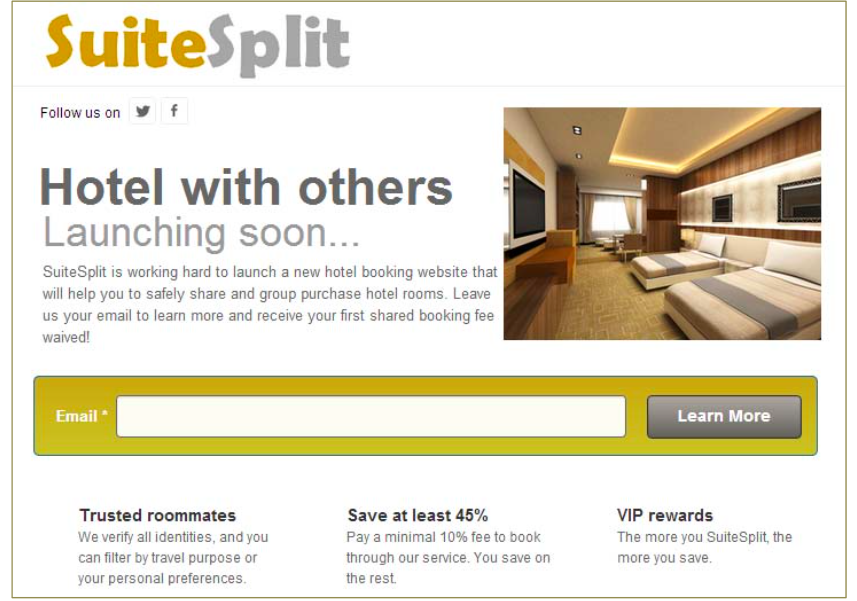 SuiteSplit
Follow us on
Hotel with others
Launching soon...
SuiteSplit is working hard to launch a new hotel booking website that
will help you to safely share and group purchase hotel rooms. Leave
us your email to learn more and receive your first shared booking fee
waived!
Email *
Learn More
Trusted roommates
We verify all identities, and you
can filter by travel purpose or
your personal preferences.
Save at least 45%
Pay a minimal 10% fee to book
through our service. You save on
the rest.
VIP rewards
The more you SuiteSplit, the
more you save.